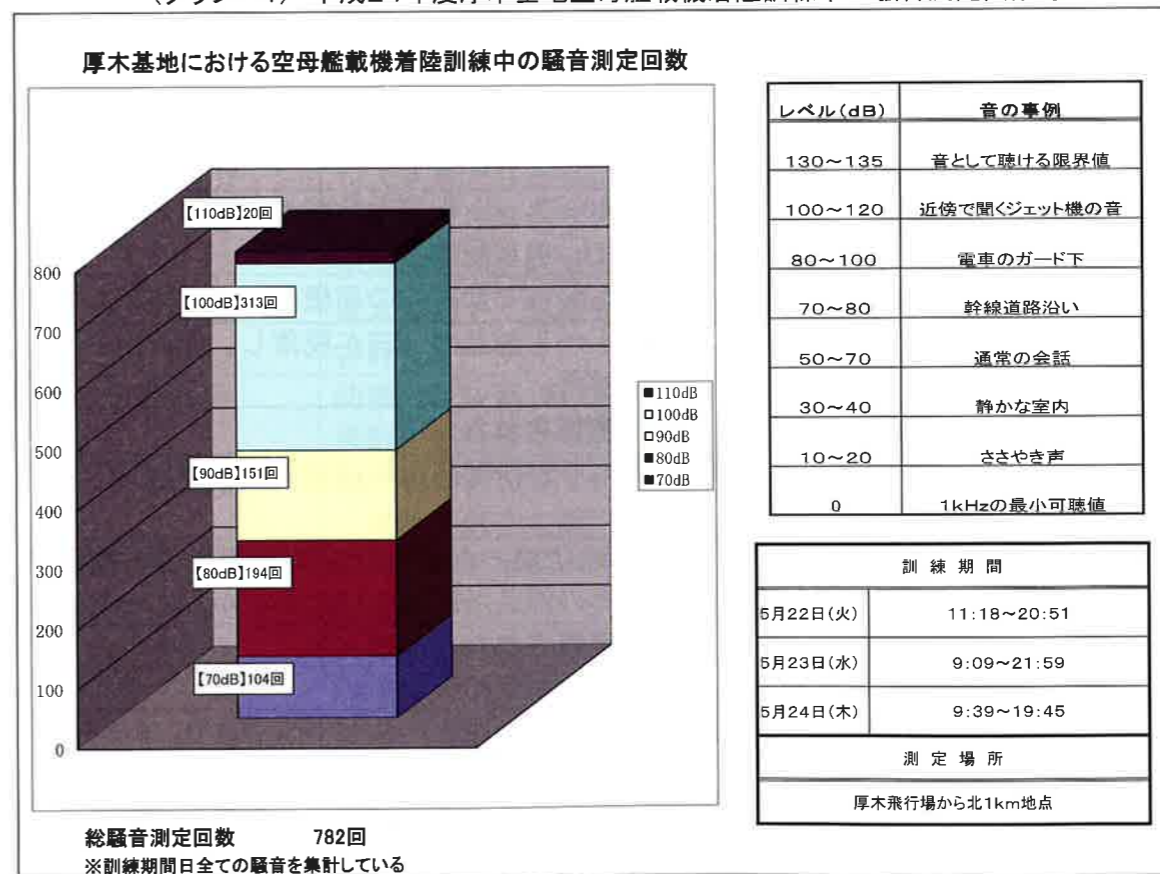 厚木基地における空母艦載機着陸訓練中の騒音測定回数
【110dB】20回
【100dB】313回
【90dB】151回
【80dB】194回
【70dB】104回
800
700
600
500
400
300
200
100
0
■110dB
□100dB
□90dB
■80dB
■70dB
総騒音測定回数 782回
※訓練期間日全ての騒音を集計している
レベル(dB) 音の事例
130～135 音として聴ける限界値
100～120 近傍で聞くジェット機の音
80～100 電車のガード下
70～80 幹線道路沿い
50～70 通常の会話
30～40 静かな室内
10～20 ささやき声
0 1kHzの最小可聴値
訓練期間
5月22日(火) 11:18～20:51
5月23日(水) 9:09～21:59
5月24日(木) 9:39～19:45
測定場所
厚木飛行場から北1km地点